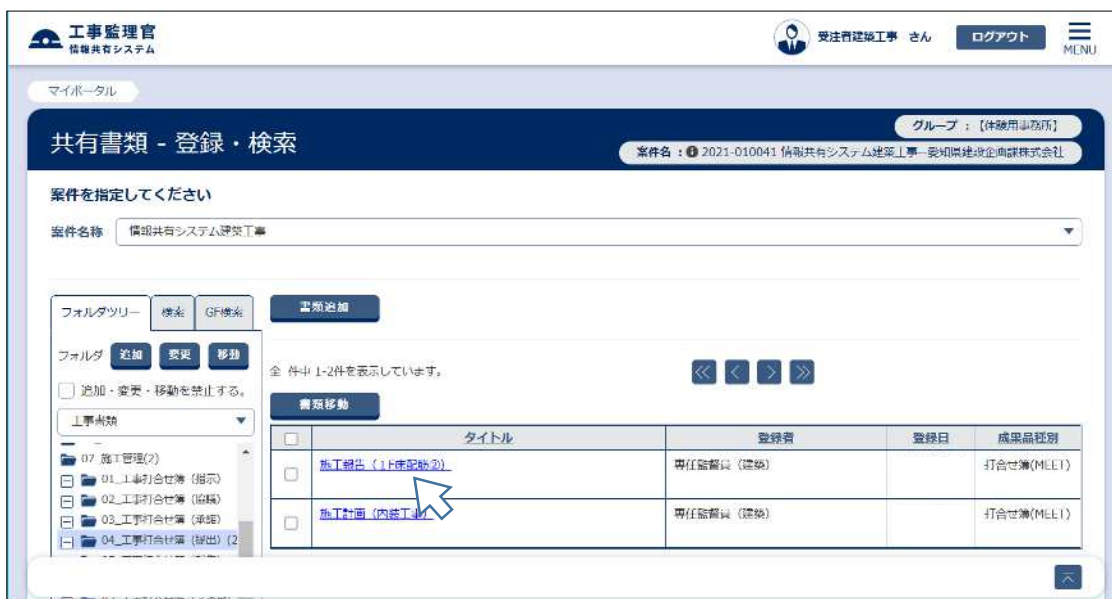 工事監理官
情報共有システム
受注者建築工事 さん
ログアウト
MENU
マイポータル
共有書類 - 登録・検索
グループ : 【体験用事務所】
案件名 : 2021-010041 情報共有システム建築工事―愛知県建設企画課株式会社
案件を指定してください
案件名称
情報共有システム建築工事
フォルダツリー
検索
GF検索
書類追加
フォルダ
追加
変更
移動
追加・変更・移動を禁止する。
工事書類
全 件中 1-2件を表示しています。
書類移動
タイトル
登録者
登録日
成果品種別
施工報告（1F床配筋②）
専任監督員（建築）
打合せ簿(MEET)
施工計画（内装工事）
専任監督員（建築）
打合せ簿(MEET)
07 施工管理(2)
01_工事打合せ簿（指示）
02_工事打合せ簿（協議）
03_工事打合せ簿（承諾）
04_工事打合せ簿（提出）(2